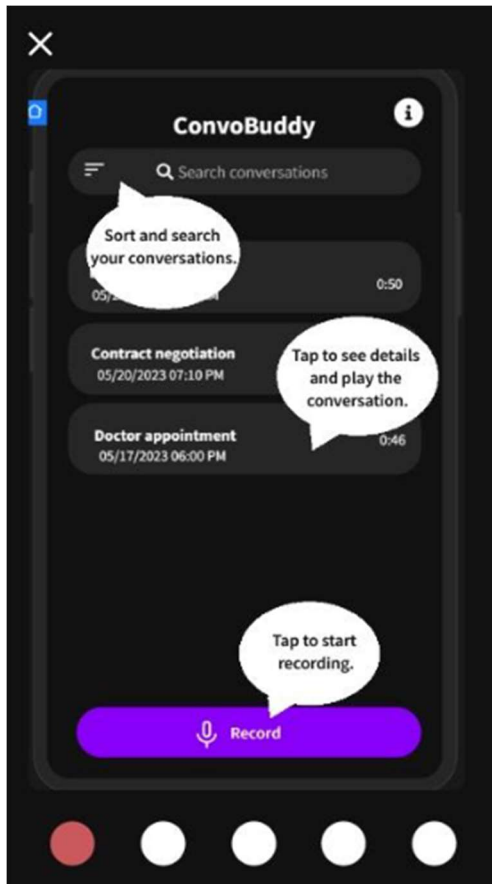 ConvoBuddy
Search conversations
Sort and search
your conversations.
05/
0:50
Contract negotiation
05/20/2023 07:10 PM
Tap to see details
and play the
conversation.
Doctor appointment
05/17/2023 06:00 PM
0:46
Tap to start
recording.
Record